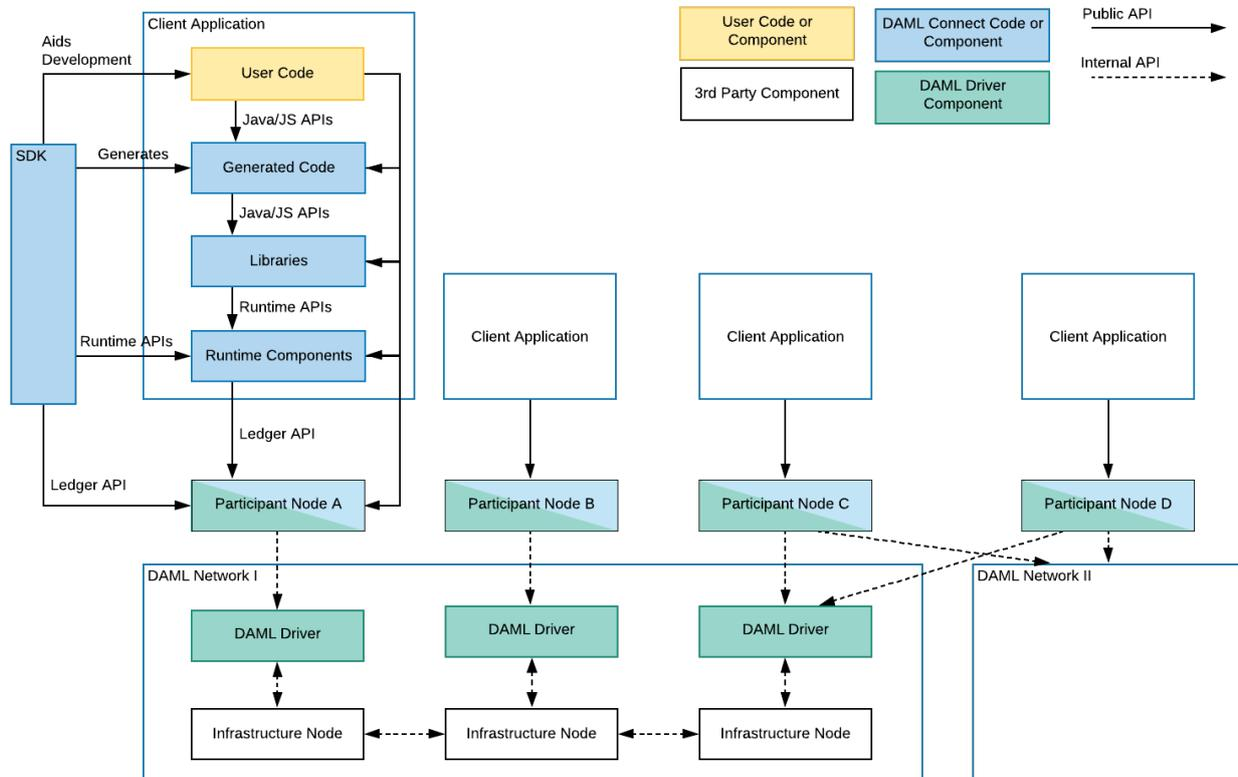 Client Application
Aids
Development
User Code
Java/JS APIs
SDK
Generates
Generated Code
Java/JS APIs
Libraries
Runtime APIs
Runtime APIs
Runtime Components
Ledger API
Ledger API
User Code or
Component
DAML Connect Code or
Component
Public API
Internal API
3rd Party Component
DAML Driver
Component
Client Application
Client Application
Client Application
Participant Node A
Participant Node B
Participant Node C
Participant Node D
DAML Network I
DAML Network II
DAML Driver
DAML Driver
DAML Driver
Infrastructure Node
Infrastructure Node
Infrastructure Node